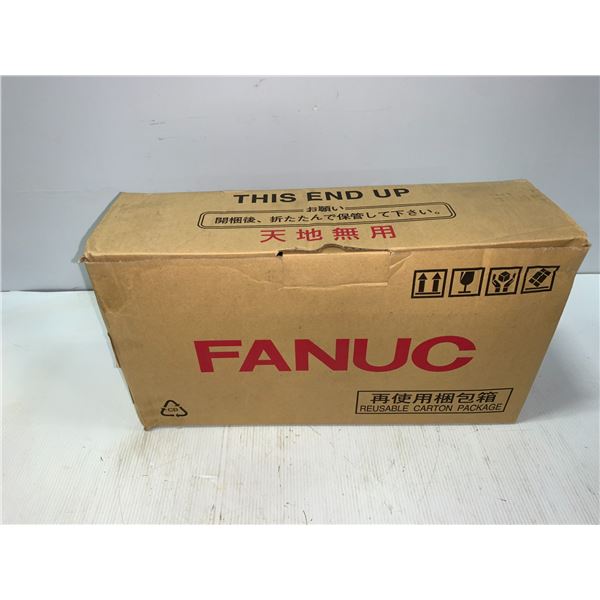 THIS END UP
お願い
開梱後、折たたんで保管して下さい。
天地無用
FANUC
再使用梱包箱
REUSABLE CARTON PACKAGE
CB